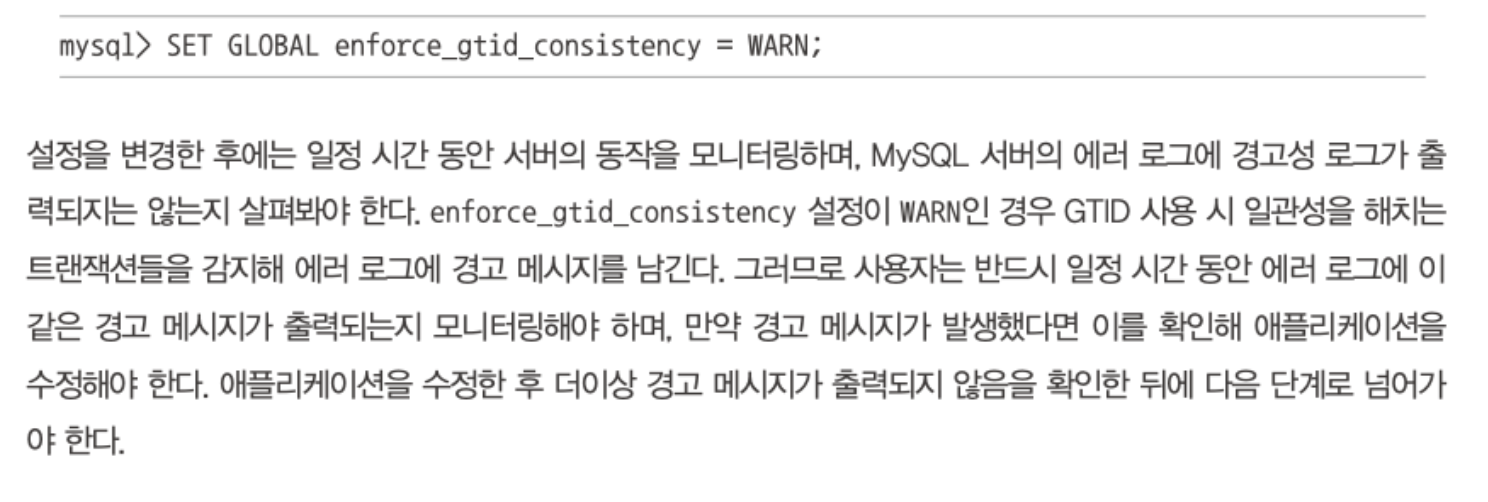 mysql> SET GLOBAL enforce_gtid_consistency = WARN;
설정을 변경한 후에는 일정 시간 동안 서버의 동작을 모니터링하며, MySQL 서버의 에러 로그에 경고성 로그가 출
력되지는 않는지 살펴봐야 한다. enforce_gtid_consistency 설정이 WARN인 경우 GTID 사용 시 일관성을 해치는
트랜잭션들을 감지해 에러 로그에 경고 메시지를 남긴다. 그러므로 사용자는 반드시 일정 시간 동안 에러 로그에 이
같은 경고 메시지가 출력되는지 모니터링해야 하며, 만약 경고 메시지가 발생했다면 이를 확인해 애플리케이션을
수정해야 한다. 애플리케이션을 수정한 후 더이상 경고 메시지가 출력되지 않음을 확인한 뒤에 다음 단계로 넘어가
야 한다.